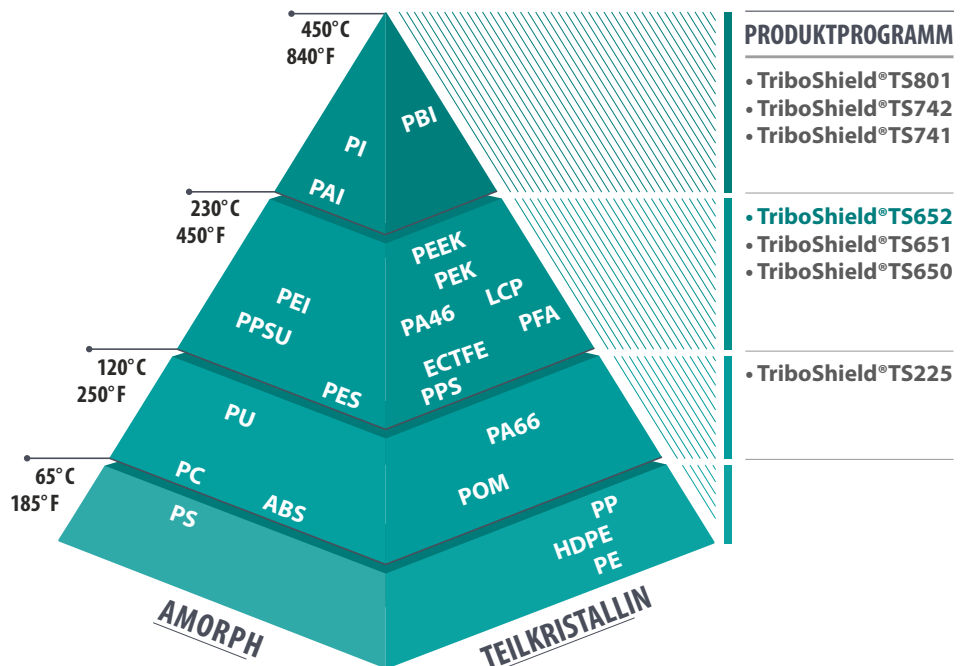 450°C
840°F
PRODUKTPROGRAMM
• TriboShield®TS801
• TriboShield®TS742
• TriboShield®TS741
PBI
PI
PAI
230°C
450°F
• TriboShield®TS652
• TriboShield®TS651
• TriboShield®TS650
PEEK
PEK
LCP
PEI
PA46
PFA
PPSU
ECTFE
PES
PPS
120°C
250°F
• TriboShield®TS225
PU
PA66
PC
POM
ABS
65°C
185°F
PS
PP
HDPE
PE
AMORPH
TEILKRISTALLIN